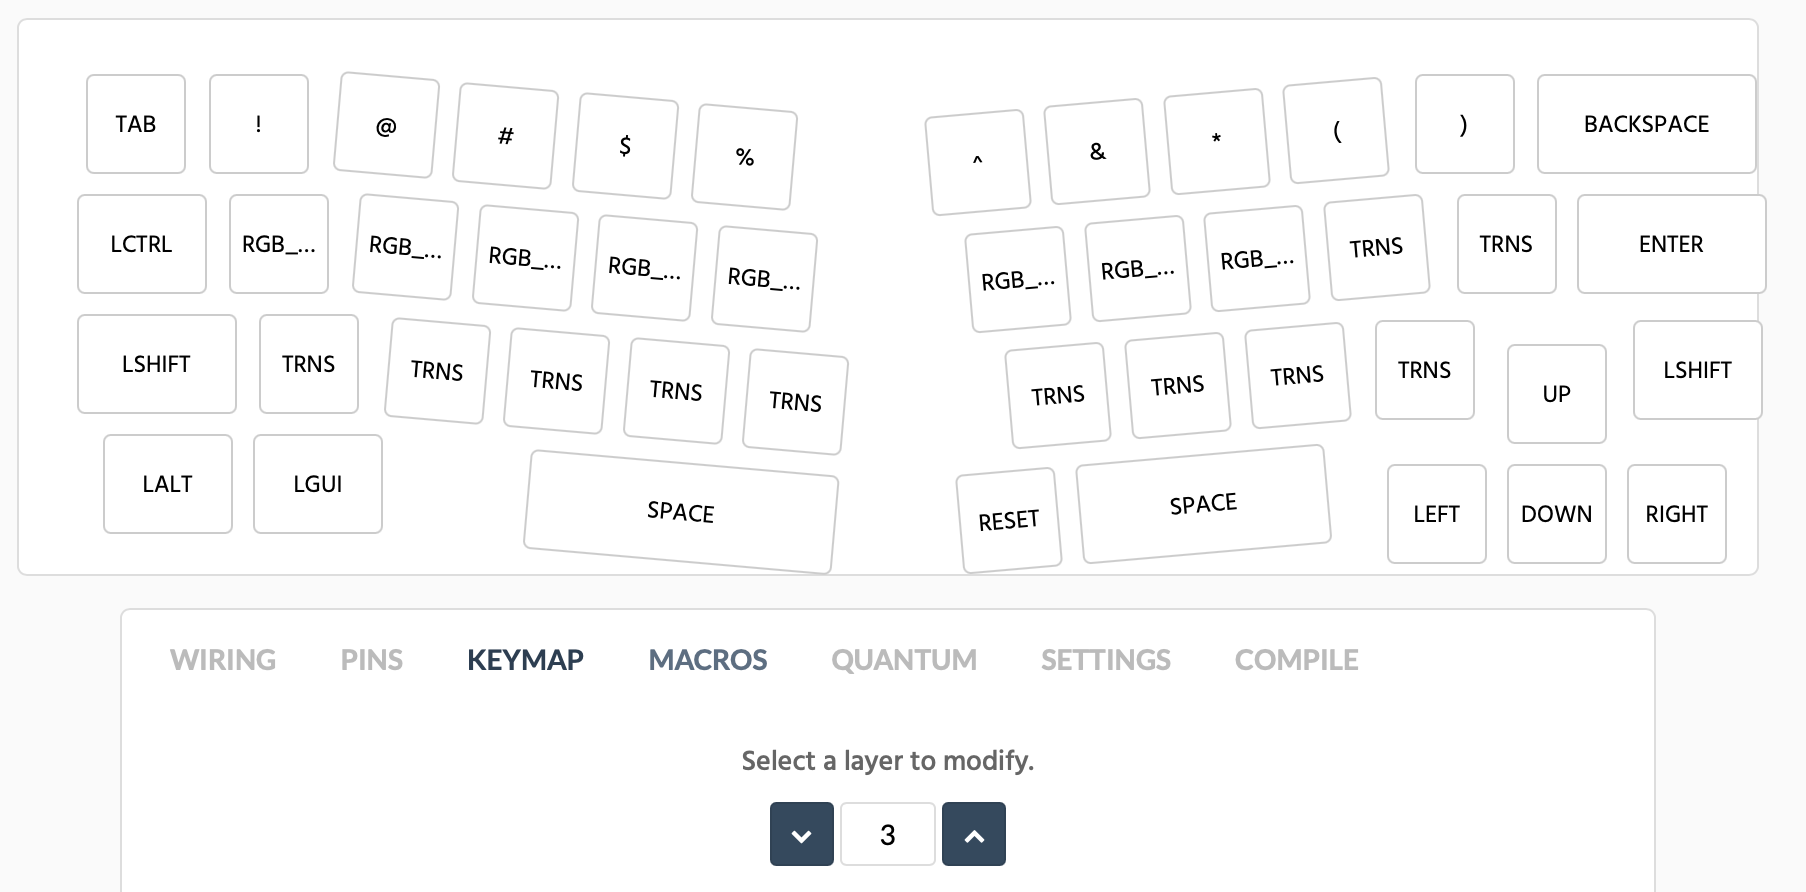 TAB ! @ # $ % ^ & * ( ) BACKSPACE
LCTRL RGB_... RGB_... RGB_... RGB_... RGB_... RGB_... RGB_... RGB_... TRNS TRNS ENTER
LSHIFT TRNS TRNS TRNS TRNS TRNS TRNS TRNS TRNS TRNS UP LSHIFT
LALT LGUI SPACE RESET SPACE LEFT DOWN RIGHT
WIRING PINS KEYMAP MACROS QUANTUM SETTINGS COMPILE
Select a layer to modify.
3